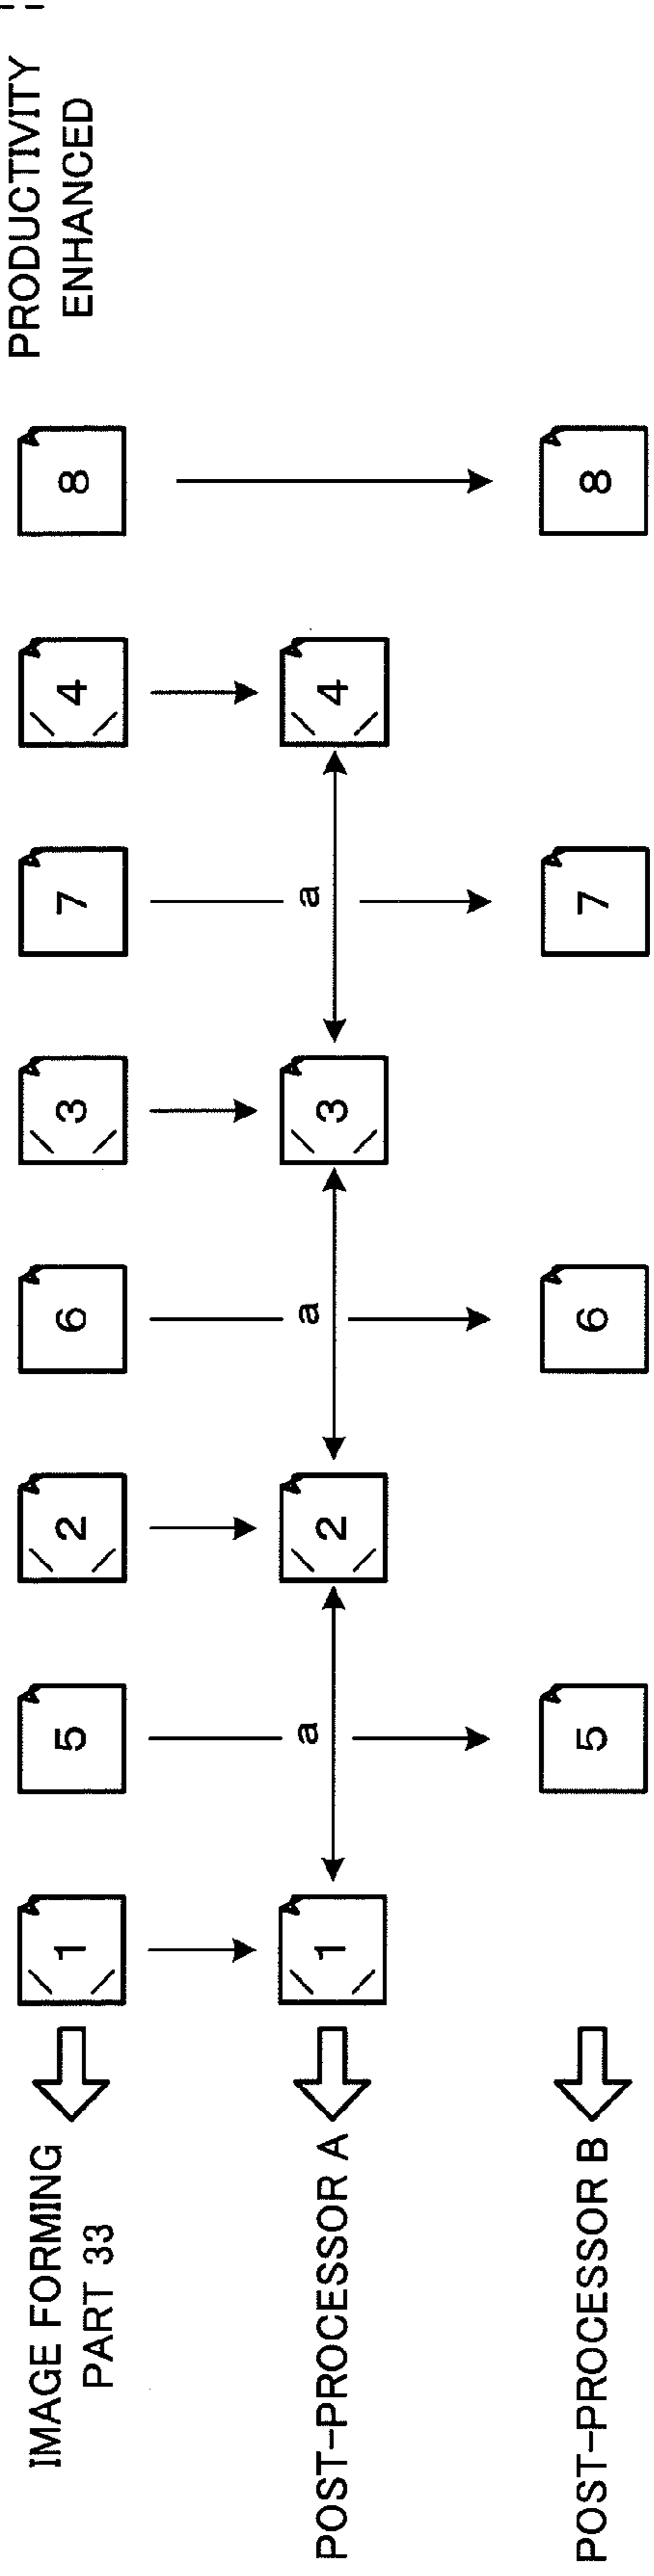 IMAGE FORMING
PART 33
1 5 2 6 3 7 4 8
PRODUCTIVITY
ENHANCED
POST-PROCESSOR A
1 a 2 a 3 a 4
POST-PROCESSOR B
5 6 7 8